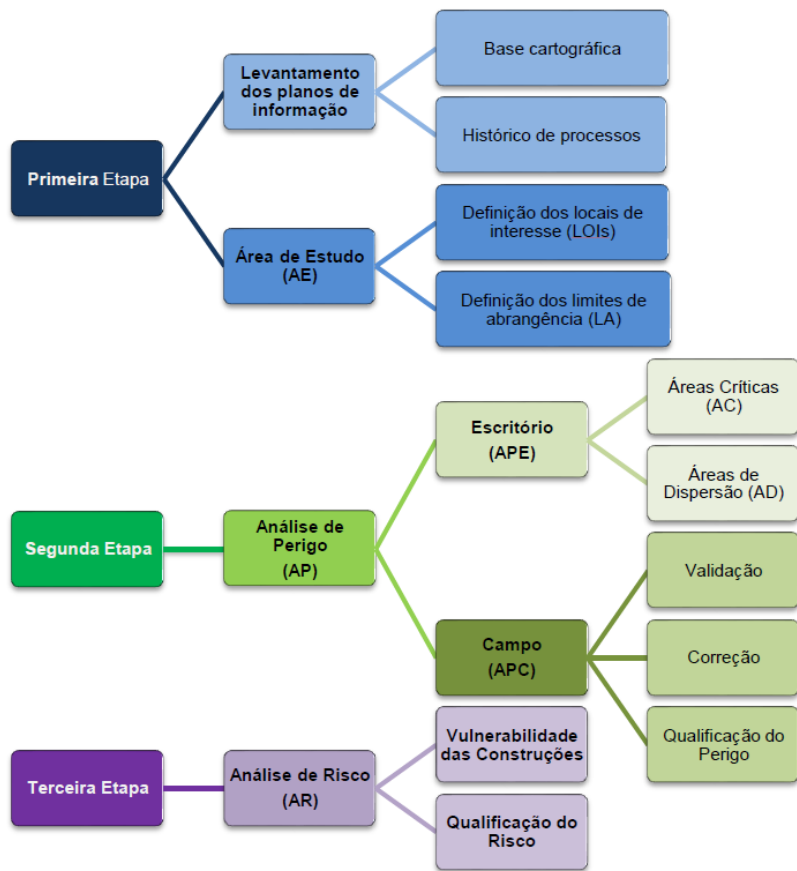 Levantamento
dos planos de
informação
Base cartográfica
Histórico de processos
Primeira Etapa
Área de Estudo
(AE)
Definição dos locais de
interesse (LOIs)
Definição dos limites de
abrangência (LA)
Segunda Etapa
Análise de
Perigo
(AP)
Escritório
(APE)
Áreas Críticas
(AC)
Áreas de
Dispersão (AD)
Campo
(APC)
Validação
Correção
Qualificação do
Perigo
Terceira Etapa
Análise de Risco
(AR)
Vulnerabilidade
das Construções
Qualificação do
Risco